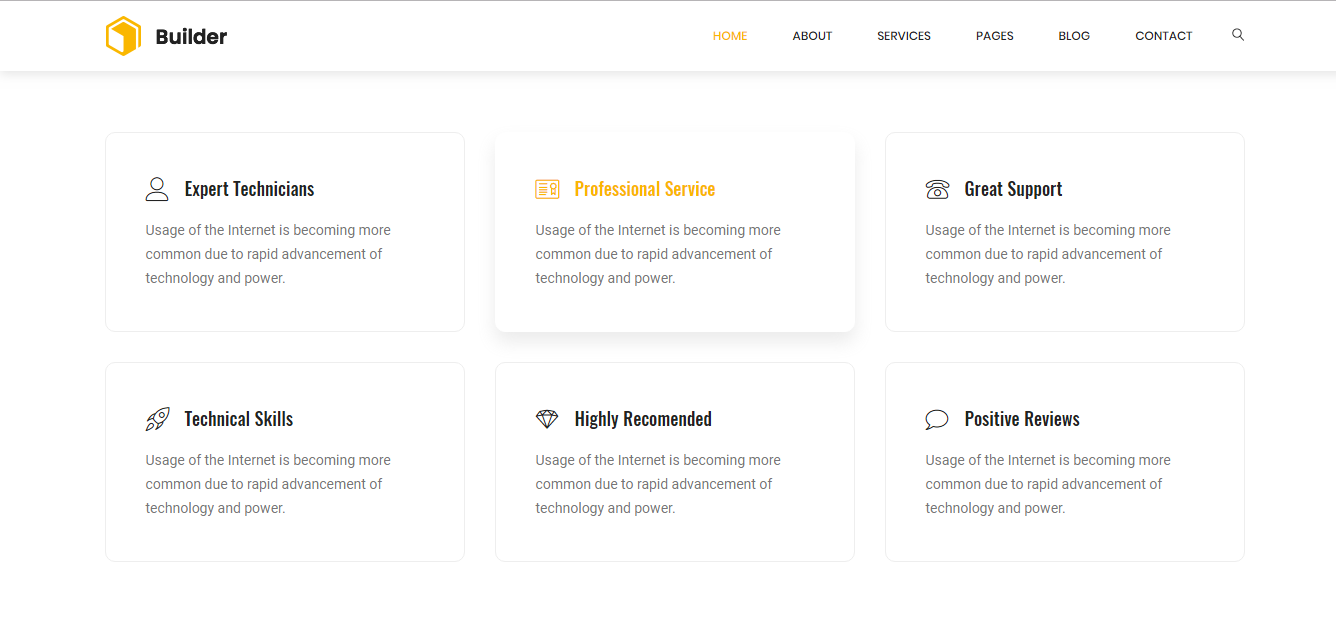 Builder
HOME ABOUT SERVICES PAGES BLOG CONTACT
Expert Technicians
Usage of the Internet is becoming more
common due to rapid advancement of
technology and power.
Professional Service
Usage of the Internet is becoming more
common due to rapid advancement of
technology and power.
Great Support
Usage of the Internet is becoming more
common due to rapid advancement of
technology and power.
Technical Skills
Usage of the Internet is becoming more
common due to rapid advancement of
technology and power.
Highly Recomended
Usage of the Internet is becoming more
common due to rapid advancement of
technology and power.
Positive Reviews
Usage of the Internet is becoming more
common due to rapid advancement of
technology and power.